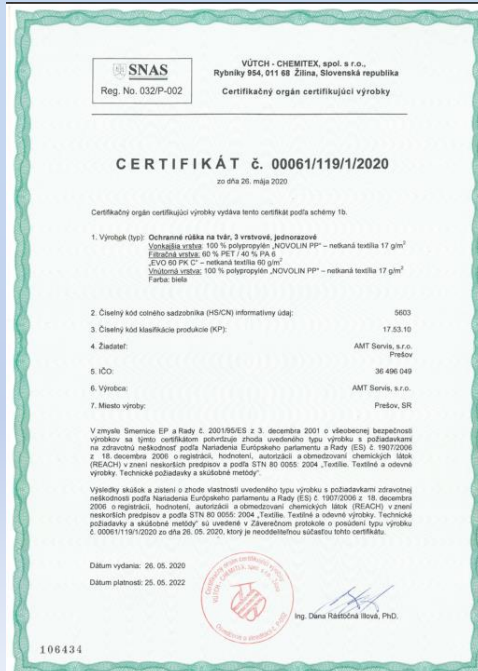 SNAS
Reg. No. 032/P-002
VÚTCH - CHEMITEX, spol. s r.o.,
Rybníky 954, 011 68 Žilina, Slovenská republika
Certifikačný orgán certifikujúci výrobky
CERTIFIKÁT č. 00061/119/1/2020
zo dňa 26. mája 2020
Certifikačný orgán certifikujúci výrobky vydáva tento certifikát podľa schémy 1b.
1. Výrobok (typ): Ochranné rúška na tvár, 3 vrstvové, jednorazové
Vonkajšia vrstva: 100 % polypropylén „NOVOLIN PP“ – netkaná textília 17 g/m²
Filtračná vrstva: 60 % PET / 40 % PA 6
„EVO 60 PK C“ – netkaná textília 60 g/m²
Vnútorná vrstva: 100 % polypropylén „NOVOLIN PP“ – netkaná textília 17 g/m²
Farba: biela
2. Číselný kód colného sadzobníka (HS/CN) informatívny údaj: 5603
3. Číselný kód klasifikácie produkcie (KP): 17.53.10
4. Žiadateľ: AMT Servis, s.r.o.
Prešov
5. IČO: 36 496 049
6. Výrobca: AMT Servis, s.r.o.
7. Miesto výroby: Prešov, SR
V zmysle Smernice EP a Rady č. 2001/95/ES z 3. decembra 2001 o všeobecnej bezpečnosti
výrobkov sa týmto certifikátom potvrdzuje zhoda uvedeného typu výrobku s požiadavkami
na zdravotnú neškodnosť podľa Nariadenia Európskeho parlamentu a Rady (ES) č. 1907/2006
z 18. decembra 2006 o registrácii, hodnotení, autorizácii a obmedzovaní chemických látok
(REACH) v znení neskorších predpisov a podľa STN 80 0055: 2004 „Textílie. Textilné a odevné
výrobky. Technické požiadavky a skúšobné metódy“.
Výsledky skúšok a zistení o zhode vlastností uvedeného typu výrobku s požiadavkami zdravotnej
neškodnosti podľa Nariadenia Európskeho parlamentu a Rady (ES) č. 1907/2006 z 18. decembra
2006 o registrácii, hodnotení, autorizácii a obmedzovaní chemických látok (REACH) v znení
neskorších predpisov a podľa STN 80 0055: 2004 „Textílie. Textilné a odevné výrobky. Technické
požiadavky a skúšobné metódy“ sú uvedené v Záverečnom protokole o posúdení typu výrobku
č. 00061/119/1/2020 zo dňa 26. 05. 2020, ktorý je neoddeliteľnou súčasťou tohto certifikátu.
Dátum vydania: 26. 05. 2020
Dátum platnosti: 25. 05. 2022
Ing. Dana Rástočná Illová, PhD.
106434